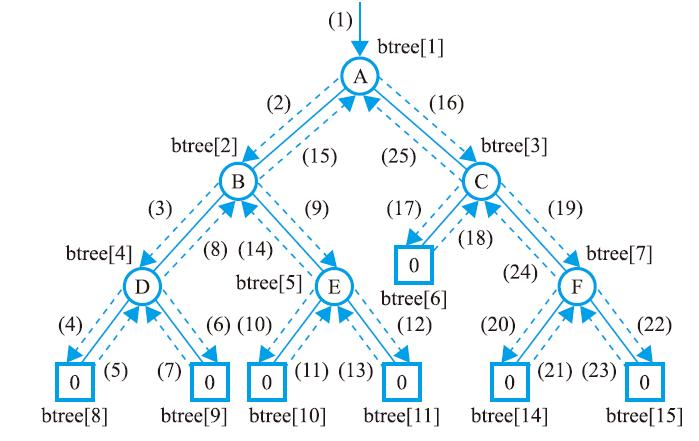 (1)
btree[1]
A
(2)
(16)
btree[2]
(15)
(25)
btree[3]
B
C
(3)
(9)
(17)
(19)
btree[4]
(8)
(14)
(18)
btree[7]
D
btree[5]
E
0
(24)
F
btree[6]
(4)
(6)
(10)
(12)
(20)
(22)
(5)
(7)
(11)
(13)
(21)
(23)
0
0
0
0
0
0
btree[8]
btree[9]
btree[10]
btree[11]
btree[14]
btree[15]